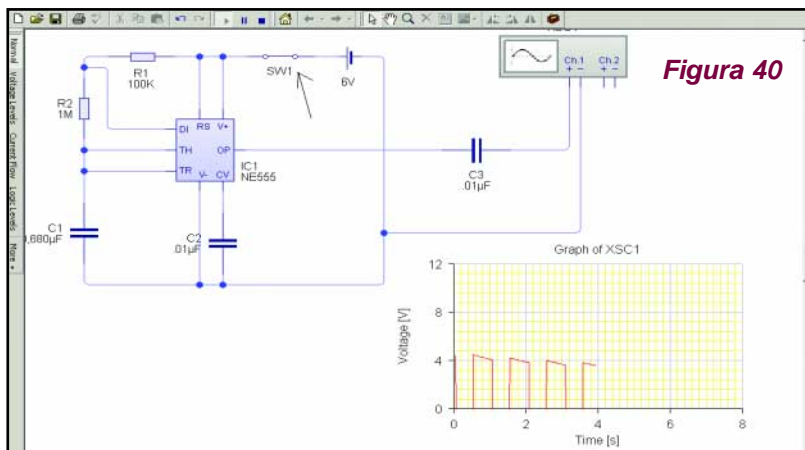 Figura 40
Normal
Voltage Levels
Current Flow
Logic Levels
More
R1
100K
SW1
6V
Ch.1
Ch.2
+ − + −
R2
1M
DI
RS
V+
TH
OP
TR
V-
CV
IC1
NE555
C3
.01µF
C1
0,680µF
C2
.01µF
Graph of XSC1
Voltage [V]
12
8
4
0
0 2 4 6 8
Time [s]